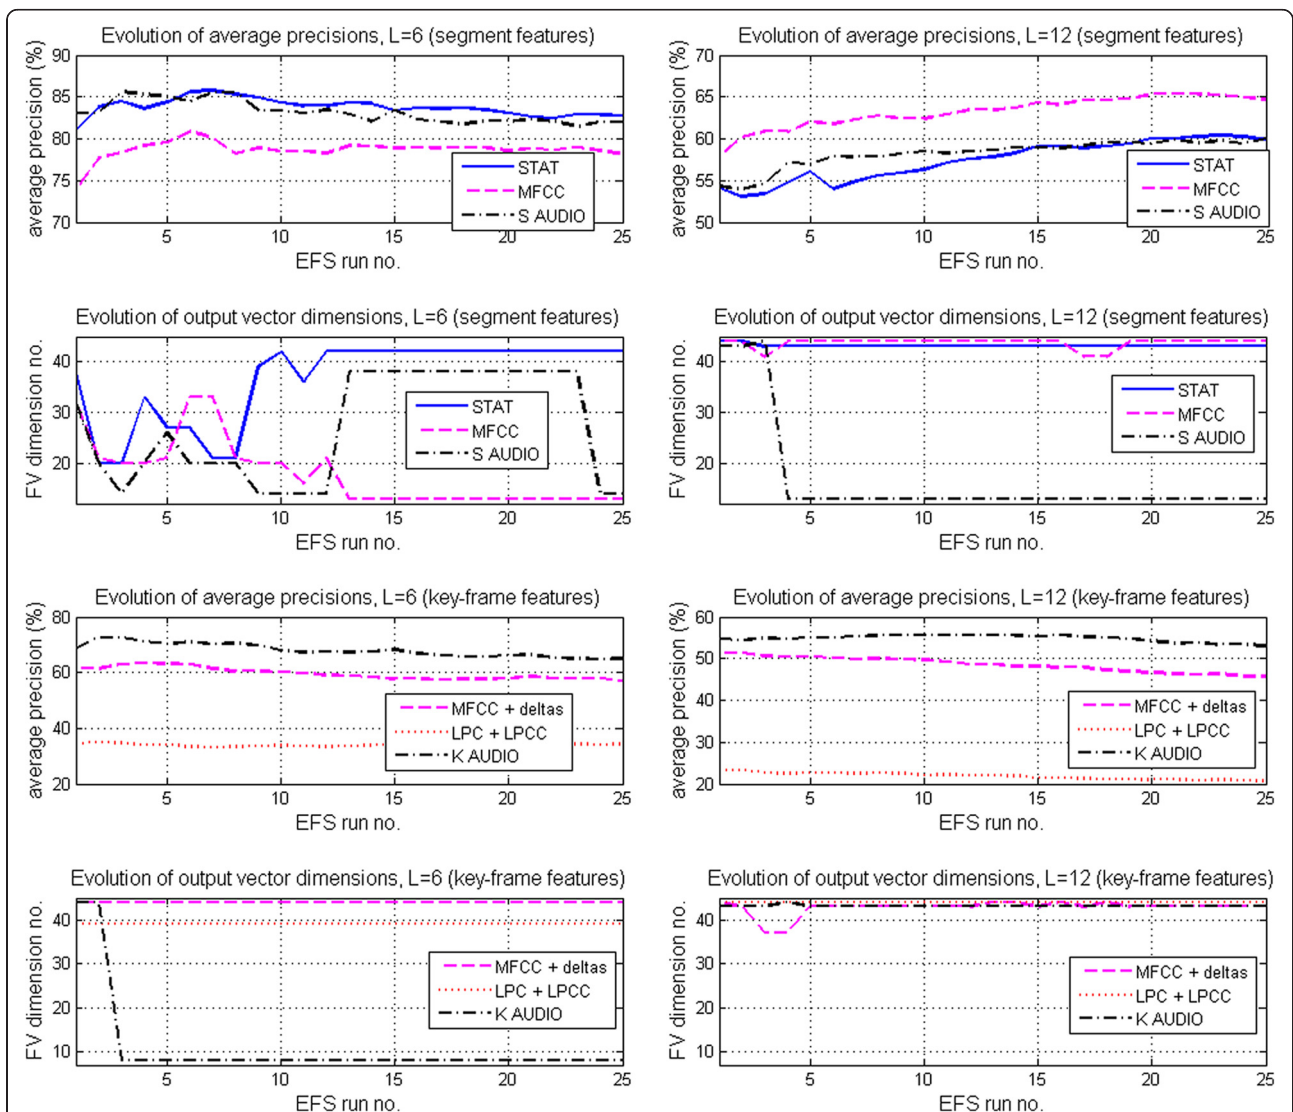 Evolution of average precisions, L=6 (segment features)
average precision (%)
90
85
80
75
70
5
10
15
20
25
EFS run no.
STAT
MFCC
S AUDIO
Evolution of average precisions, L=12 (segment features)
average precision (%)
70
65
60
55
50
5
10
15
20
25
EFS run no.
STAT
MFCC
S AUDIO
Evolution of output vector dimensions, L=6 (segment features)
FV dimension no.
40
30
20
5
10
15
20
25
EFS run no.
STAT
MFCC
S AUDIO
Evolution of output vector dimensions, L=12 (segment features)
FV dimension no.
40
30
20
5
10
15
20
25
EFS run no.
STAT
MFCC
S AUDIO
Evolution of average precisions, L=6 (key-frame features)
average precision (%)
80
60
40
20
5
10
15
20
25
EFS run no.
MFCC + deltas
LPC + LPCC
K AUDIO
Evolution of average precisions, L=12 (key-frame features)
average precision (%)
60
50
40
30
20
5
10
15
20
25
EFS run no.
MFCC + deltas
LPC + LPCC
K AUDIO
Evolution of output vector dimensions, L=6 (key-frame features)
FV dimension no.
40
30
20
10
5
10
15
20
25
EFS run no.
MFCC + deltas
LPC + LPCC
K AUDIO
Evolution of output vector dimensions, L=12 (key-frame features)
FV dimension no.
40
30
20
10
5
10
15
20
25
EFS run no.
MFCC + deltas
LPC + LPCC
K AUDIO